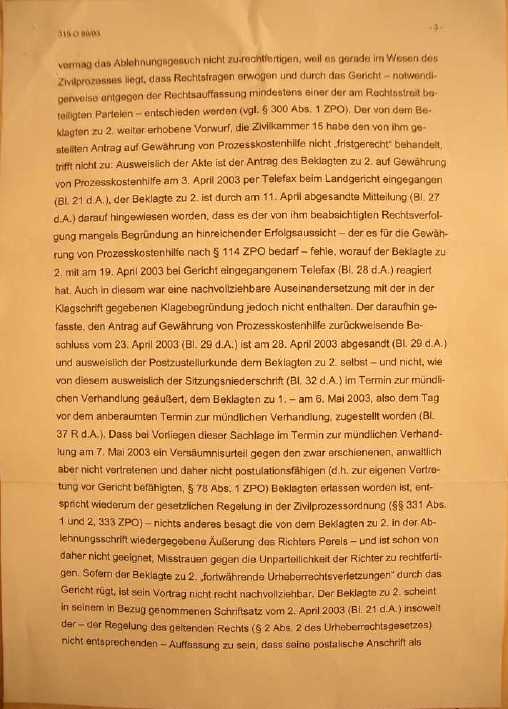 315 O 99/03
- 3 -
vermag das Ablehnungsgesuch nicht zu rechtfertigen, weil es gerade im Wesen des
Zivilprozesses liegt, dass Rechtsfragen erwogen und durch das Gericht – notwendi-
gerweise entgegen der Rechtsauffassung mindestens einer der am Rechtsstreit be-
teiligten Parteien – entschieden werden (vgl. § 300 Abs. 1 ZPO). Der von dem Be-
klagten zu 2. weiter erhobene Vorwurf, die Zivilkammer 15 habe den von ihm ge-
stellten Antrag auf Gewährung von Prozesskostenhilfe nicht „fristgerecht“ behandelt,
trifft nicht zu: Ausweislich der Akte ist der Antrag des Beklagten zu 2. auf Gewährung
von Prozesskostenhilfe am 3. April 2003 per Telefax beim Landgericht eingegangen
(Bl. 21 d.A.), der Beklagte zu 2. ist durch am 11. April abgesandte Mitteilung (Bl. 27
d.A.) darauf hingewiesen worden, dass es der von ihm beabsichtigten Rechtsverfol-
gung mangels Begründung an hinreichender Erfolgsaussicht – der es für die Gewäh-
rung von Prozesskostenhilfe nach § 114 ZPO bedarf – fehle, worauf der Beklagte zu
2. mit am 19. April 2003 bei Gericht eingegangenem Telefax (Bl. 28 d.A.) reagiert
hat. Auch in diesem war eine nachvollziehbare Auseinandersetzung mit der in der
Klagschrift gegebenen Klagebegründung jedoch nicht enthalten. Der daraufhin ge-
fasste, den Antrag auf Gewährung von Prozesskostenhilfe zurückweisende Be-
schluss vom 23. April 2003 (Bl. 29 d.A.) ist am 28. April 2003 abgesandt (Bl. 29 d.A.)
und ausweislich der Postzustellurkunde dem Beklagten zu 2. selbst – und nicht, wie
von diesem ausweislich der Sitzungsniederschrift (Bl. 32 d.A.) im Termin zur mündli-
chen Verhandlung geäußert, dem Beklagten zu 1. – am 6. Mai 2003, also dem Tag
vor dem anberaumten Termin zur mündlichen Verhandlung, zugestellt worden (Bl.
37 R d.A.). Dass bei Vorliegen dieser Sachlage im Termin zur mündlichen Verhand-
lung am 7. Mai 2003 ein Versäumnisurteil gegen den zwar erschienenen, anwaltlich
aber nicht vertretenen und daher nicht postulationsfähigen (d.h. zur eigenen Vertre-
tung vor Gericht befähigten, § 78 Abs. 1 ZPO) Beklagten erlassen worden ist, ent-
spricht wiederum der gesetzlichen Regelung in der Zivilprozessordnung (§§ 331 Abs.
1 und 2, 333 ZPO) – nichts anderes besagt die von dem Beklagten zu 2. in der Ab-
lehnungsschrift wiedergegebene Äußerung des Richters Perels – und ist schon von
daher nicht geeignet, Misstrauen gegen die Unparteilichkeit der Richter zu rechtferti-
gen. Sofern der Beklagte zu 2. „fortwährende Urheberrechtsverletzungen“ durch das
Gericht rügt, ist sein Vortrag nicht recht nachvollziehbar. Der Beklagte zu 2. scheint
in seinem in Bezug genommenen Schriftsatz vom 2. April 2003 (Bl. 21 d.A.) insoweit
der – der Regelung des geltenden Rechts (§ 2 Abs. 2 des Urheberrechtsgesetzes)
nicht entsprechenden – Auffassung zu sein, dass seine postalische Anschrift als